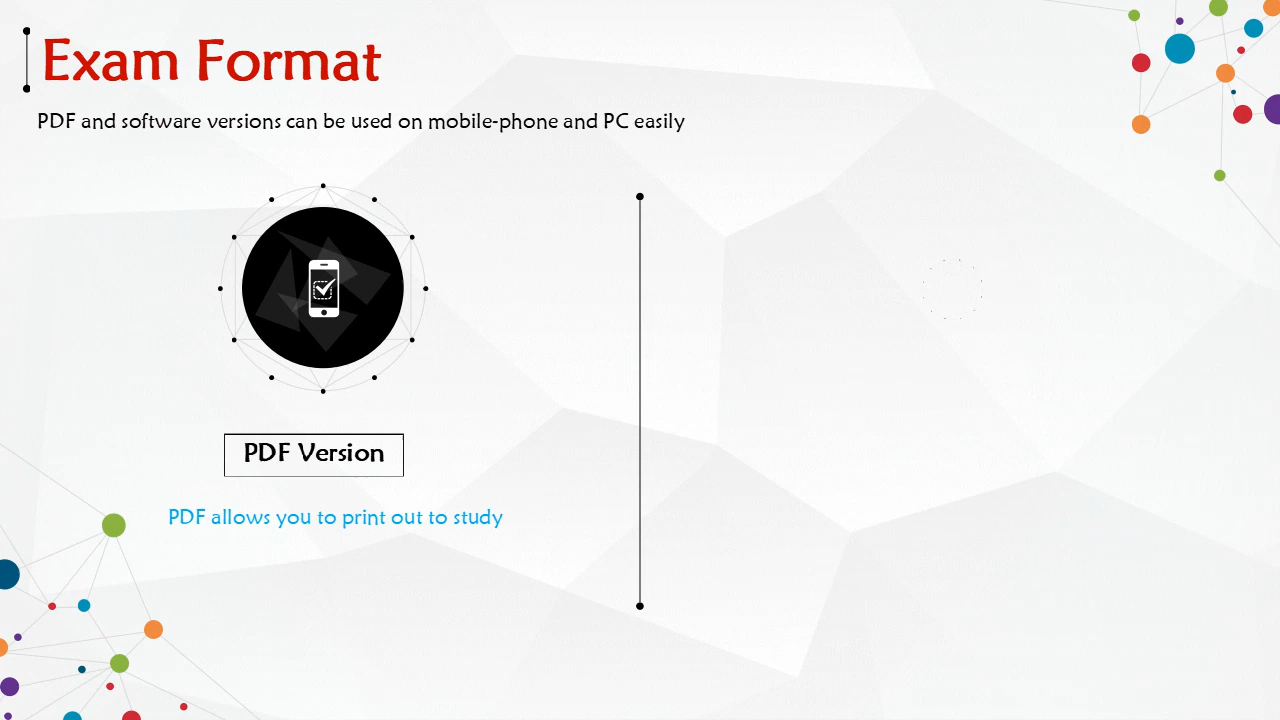 Exam Format
PDF and software versions can be used on mobile-phone and PC easily
PDF Version
PDF allows you to print out to study